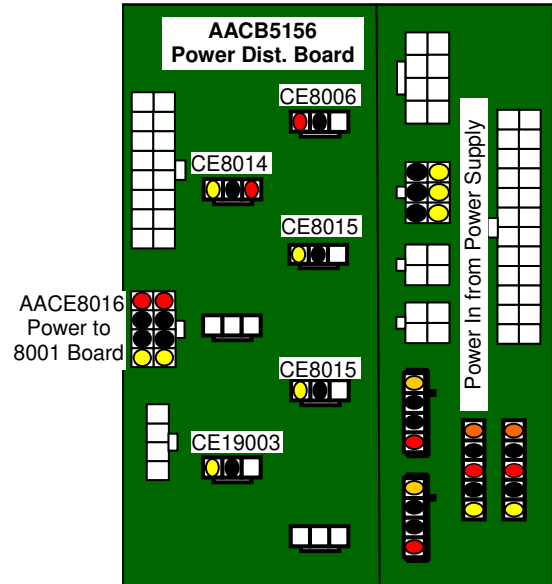 AACB5156
Power Dist. Board
CE8006
CE8014
CE8015
AACE8016
Power to
8001 Board
CE8015
CE19003
Power In from Power Supply